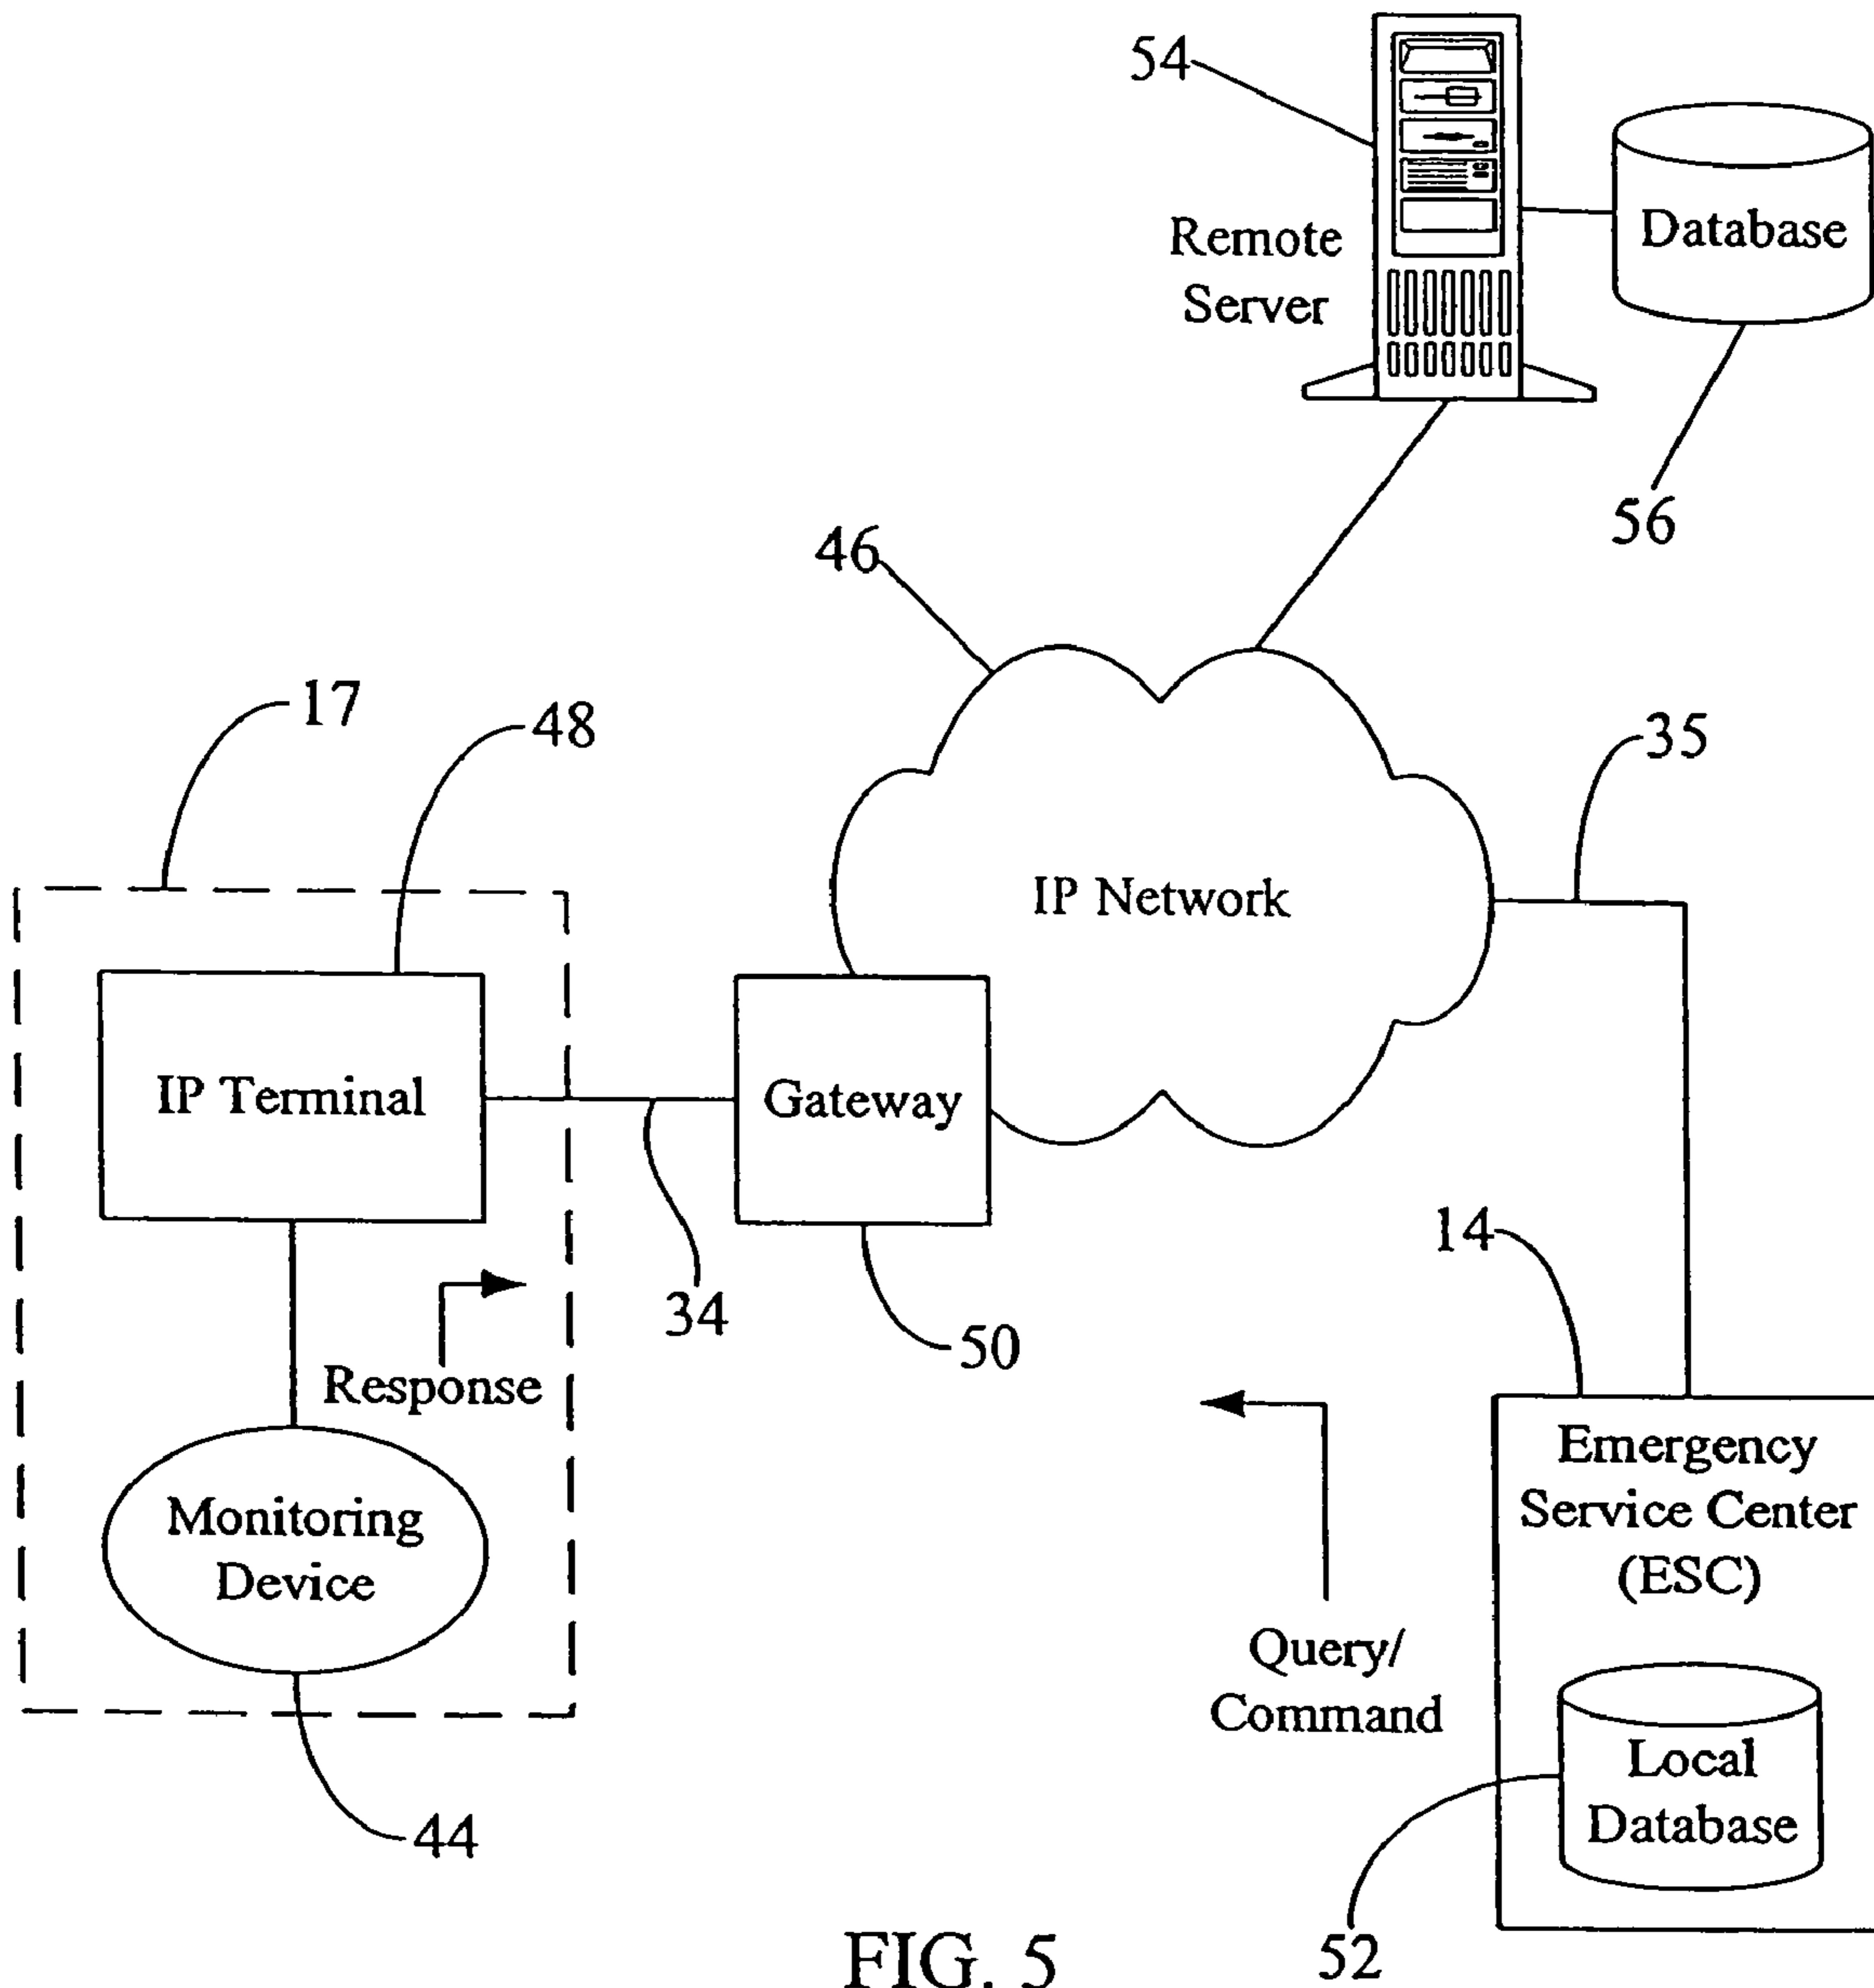 54
Remote
Server
Database
56
46
17
48
35
IP Network
IP Terminal
Gateway
14
34
50
Response
Emergency
Service Center
(ESC)
Monitoring
Device
Query/
Command
Local
Database
44
52
FIG. 5